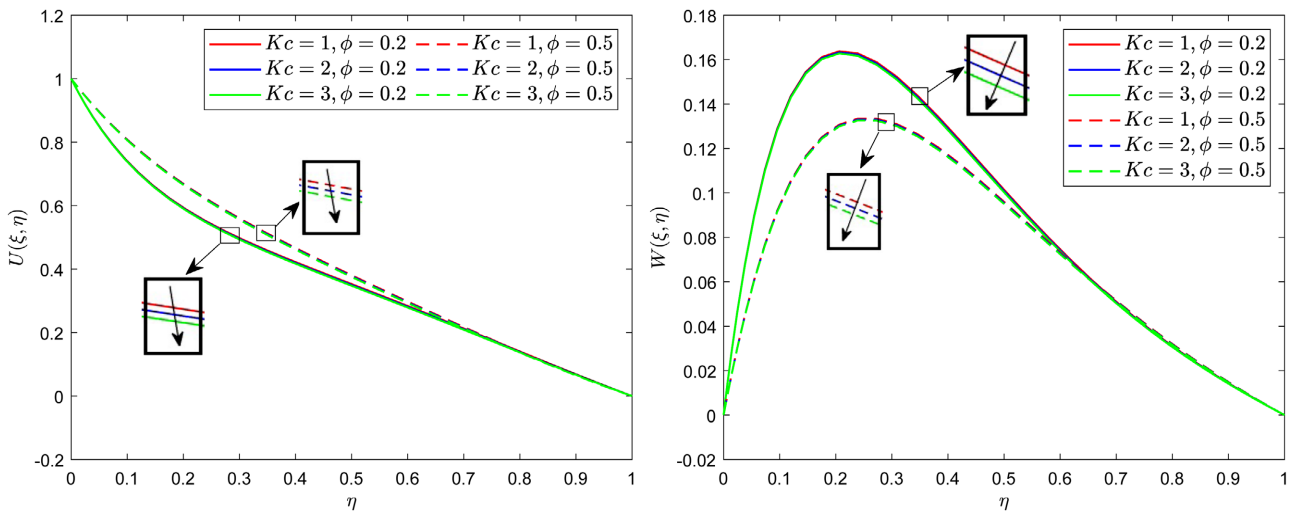 1.2
1
0.8
0.6
0.4
0.2
0
-0.2
U(ξ, η)
Kc = 1, ϕ = 0.2
Kc = 2, ϕ = 0.2
Kc = 3, ϕ = 0.2
Kc = 1, ϕ = 0.5
Kc = 2, ϕ = 0.5
Kc = 3, ϕ = 0.5
0 0.1 0.2 0.3 0.4 0.5 0.6 0.7 0.8 0.9 1
η
0.18
0.16
0.14
0.12
0.1
0.08
0.06
0.04
0.02
0
-0.02
W(ξ, η)
Kc = 1, ϕ = 0.2
Kc = 2, ϕ = 0.2
Kc = 3, ϕ = 0.2
Kc = 1, ϕ = 0.5
Kc = 2, ϕ = 0.5
Kc = 3, ϕ = 0.5
0 0.1 0.2 0.3 0.4 0.5 0.6 0.7 0.8 0.9 1
η